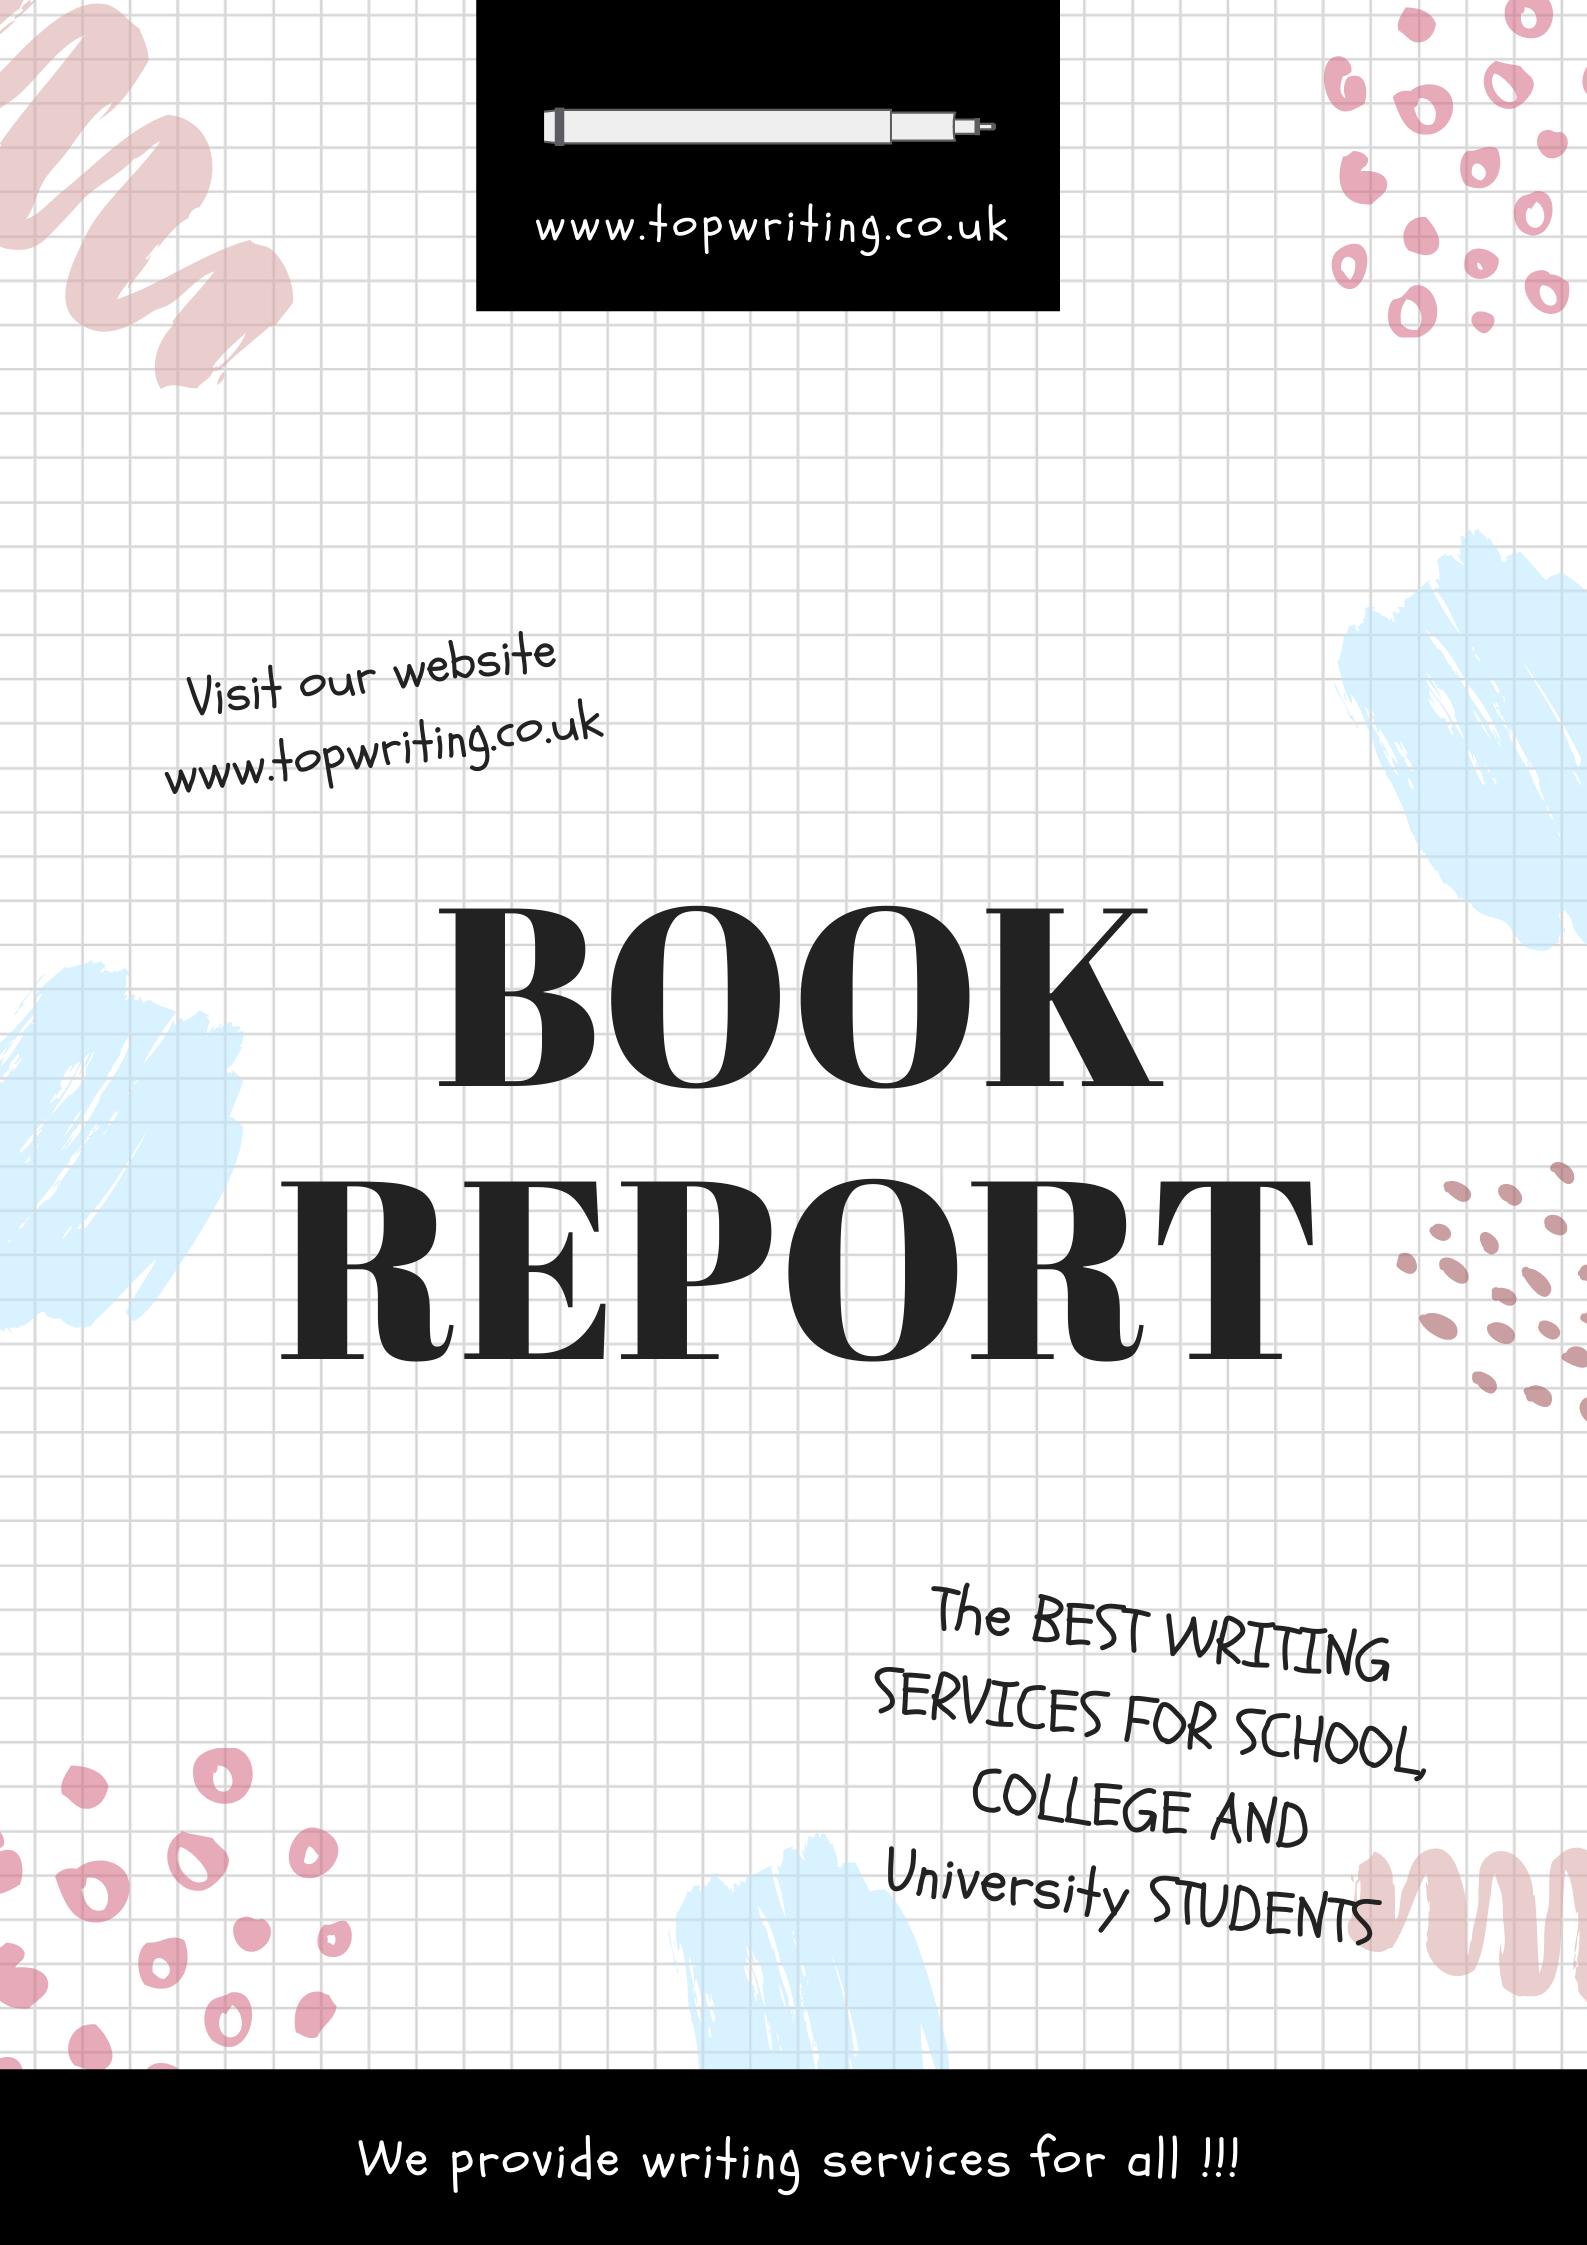 www.topwriting.co.uk
Visit our website
www.topwriting.co.uk
BOOK
REPORT
The BEST WRITING
SERVICES FOR SCHOOL,
COLLEGE AND
University STUDENTS
We provide writing services for all !!!